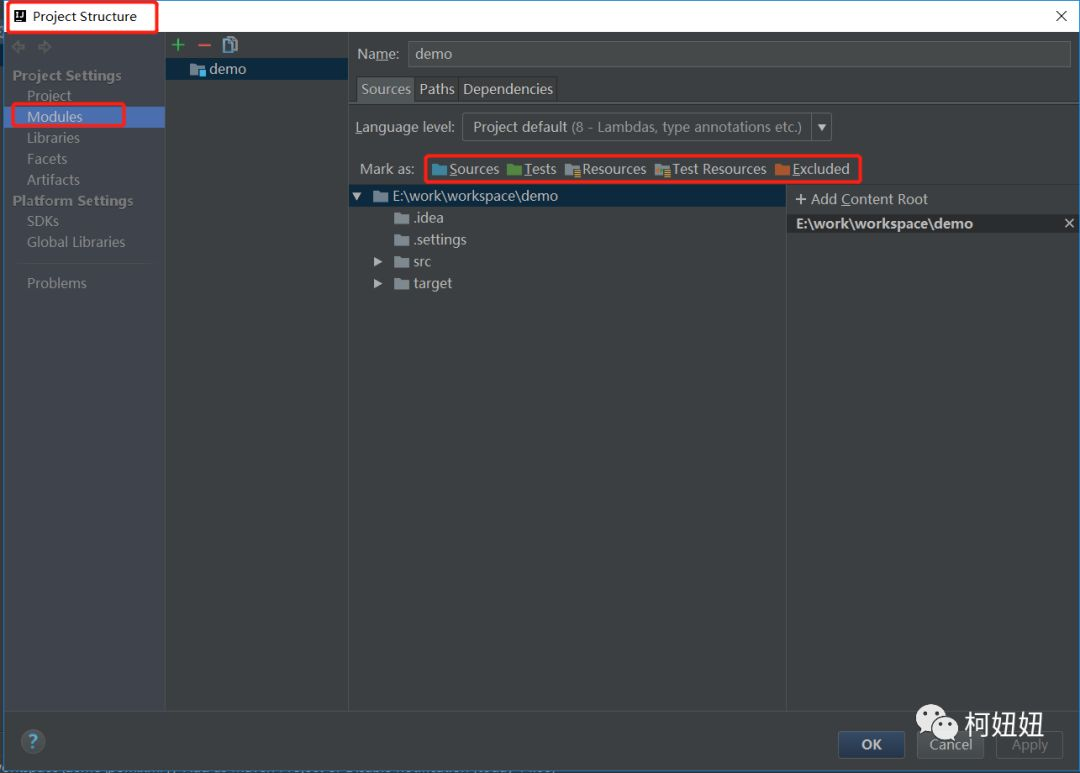 Project Structure
Project Settings
Project
Modules
Libraries
Facets
Artifacts
Platform Settings
SDKs
Global Libraries
Problems
demo
Name: demo
Sources Paths Dependencies
Language level: Project default (8 - Lambdas, type annotations etc.)
Mark as: Sources Tests Resources Test Resources Excluded
E:\work\workspace\demo
.idea
.settings
src
target
+ Add Content Root
E:\work\workspace\demo
?
OK Cancel Apply
柯妞妞